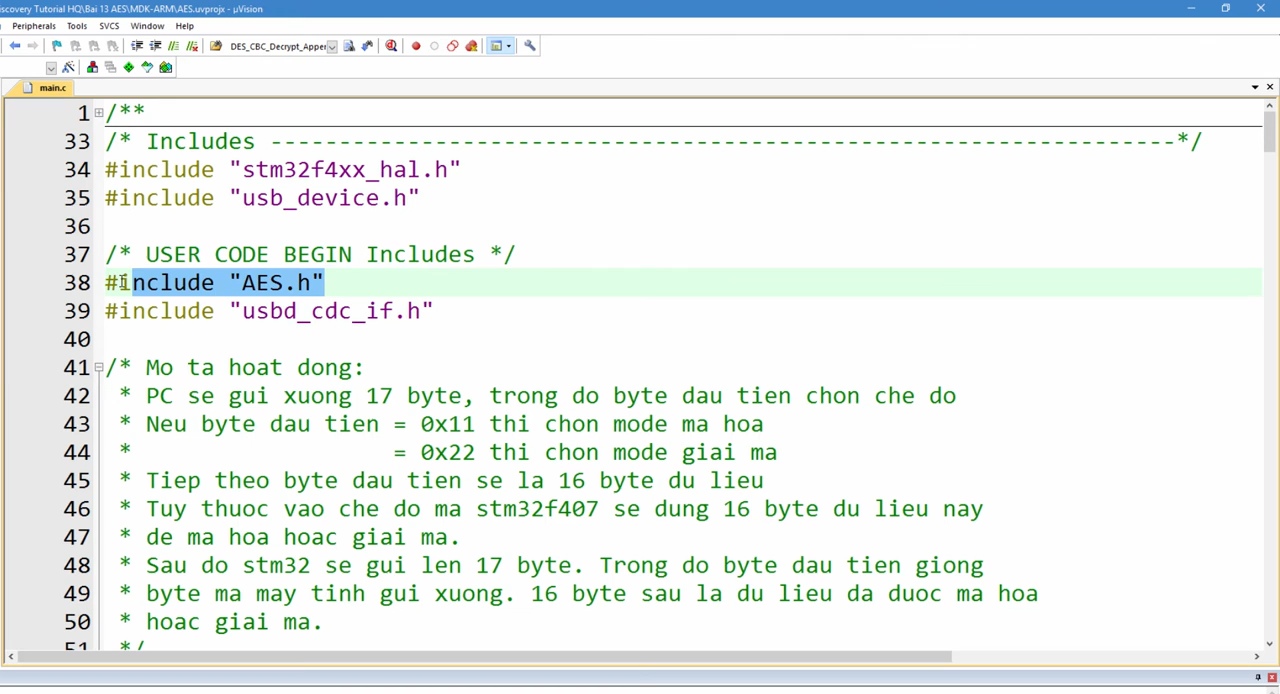 iscovery Tutorial HQ\Bai 13 AES\MDK-ARM\AES.uvprojx - µVision
Peripherals Tools SVCS Window Help
DES_CBC_Decrypt_Apper
main.c
1 /**
33 /* Includes ------------------------------------------------------------------*/
34 #include "stm32f4xx_hal.h"
35 #include "usb_device.h"
36
37 /* USER CODE BEGIN Includes */
38 #include "AES.h"
39 #include "usbd_cdc_if.h"
40
41 /* Mo ta hoat dong:
42 * PC se gui xuong 17 byte, trong do byte dau tien chon che do
43 * Neu byte dau tien = 0x11 thi chon mode ma hoa
44 * = 0x22 thi chon mode giai ma
45 * Tiep theo byte dau tien se la 16 byte du lieu
46 * Tuy thuoc vao che do ma stm32f407 se dung 16 byte du lieu nay
47 * de ma hoa hoac giai ma.
48 * Sau do stm32 se gui len 17 byte. Trong do byte dau tien giong
49 * byte ma may tinh gui xuong. 16 byte sau la du lieu da duoc ma hoa
50 * hoac giai ma.
51 */